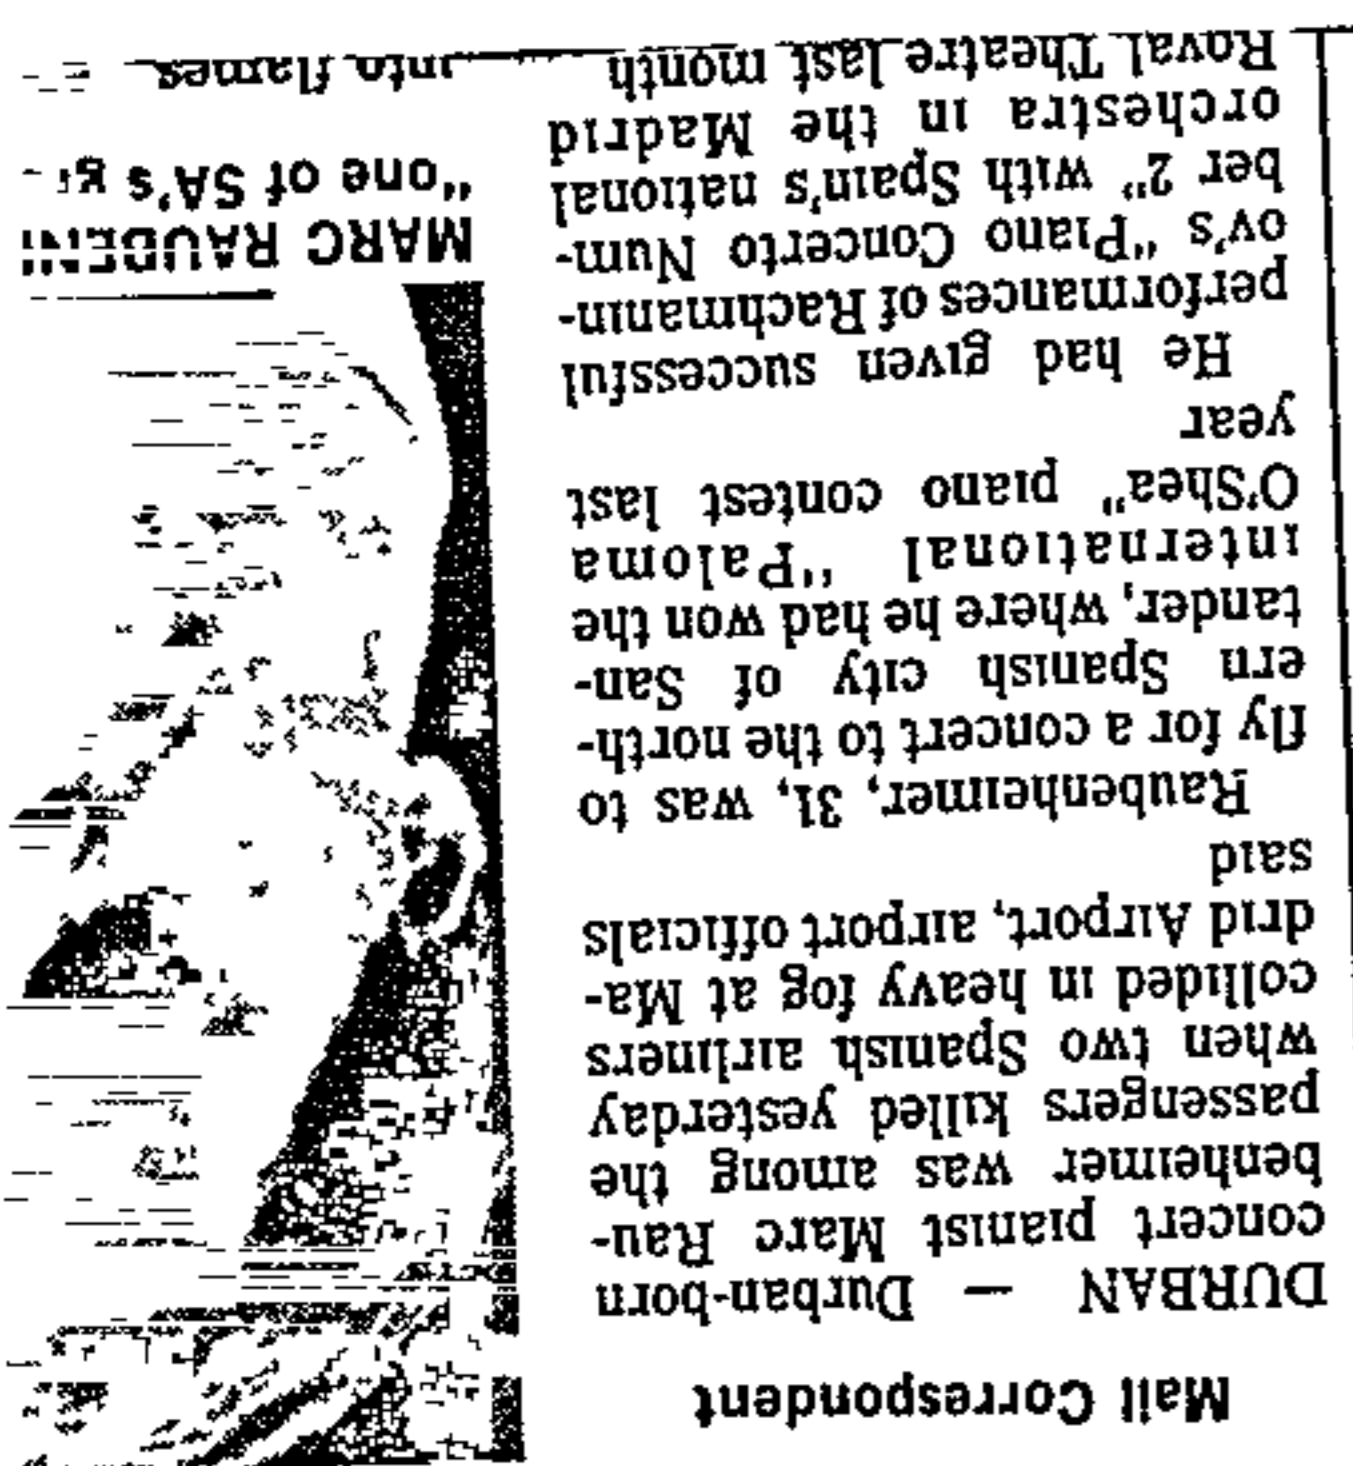 Mail Correspondent
DURBAN — Durban-born
concert pianist Marc Rau-
benheimer was among the
passengers killed yesterday
when two Spanish airliners
collided in heavy fog at Ma-
drid Airport, airport officials
said
Raubenheimer, 31, was to
fly for a concert to the north-
ern Spanish city of San-
tander, where he had won the
international "Paloma
O'Shea" piano contest last
year
He had given successful
performances of Rachmanin-
ov's "Piano Concerto Num-
ber 2" with Spain's national
orchestra in the Madrid
Royal Theatre last month
MARC
"one of SA's
into flames